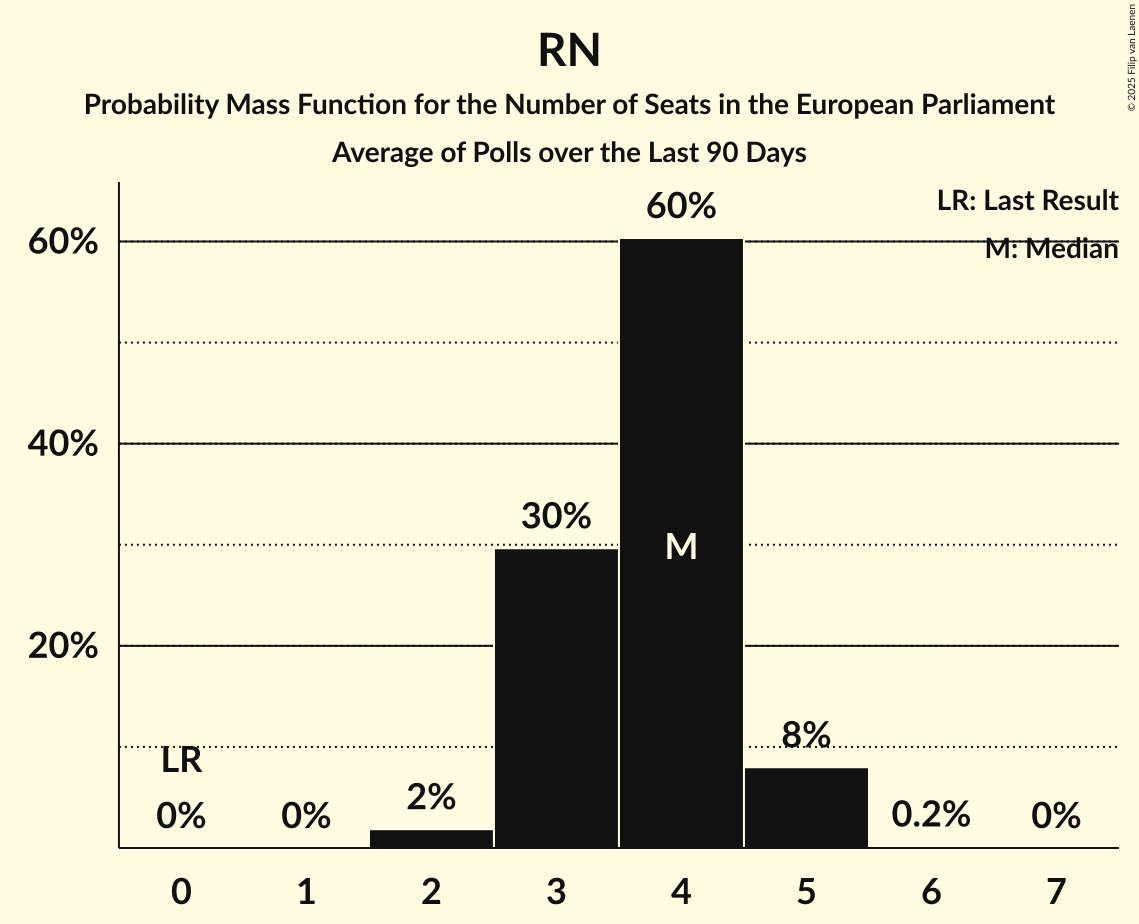 RN
Probability Mass Function for the Number of Seats in the European Parliament
Average of Polls over the Last 90 Days
© 2025 Filip van Laenen
LR: Last Result
M: Median
60%
40%
20%
60%
30%
M
8%
LR
0%
0%
2%
0.2%
0%
0
1
2
3
4
5
6
7